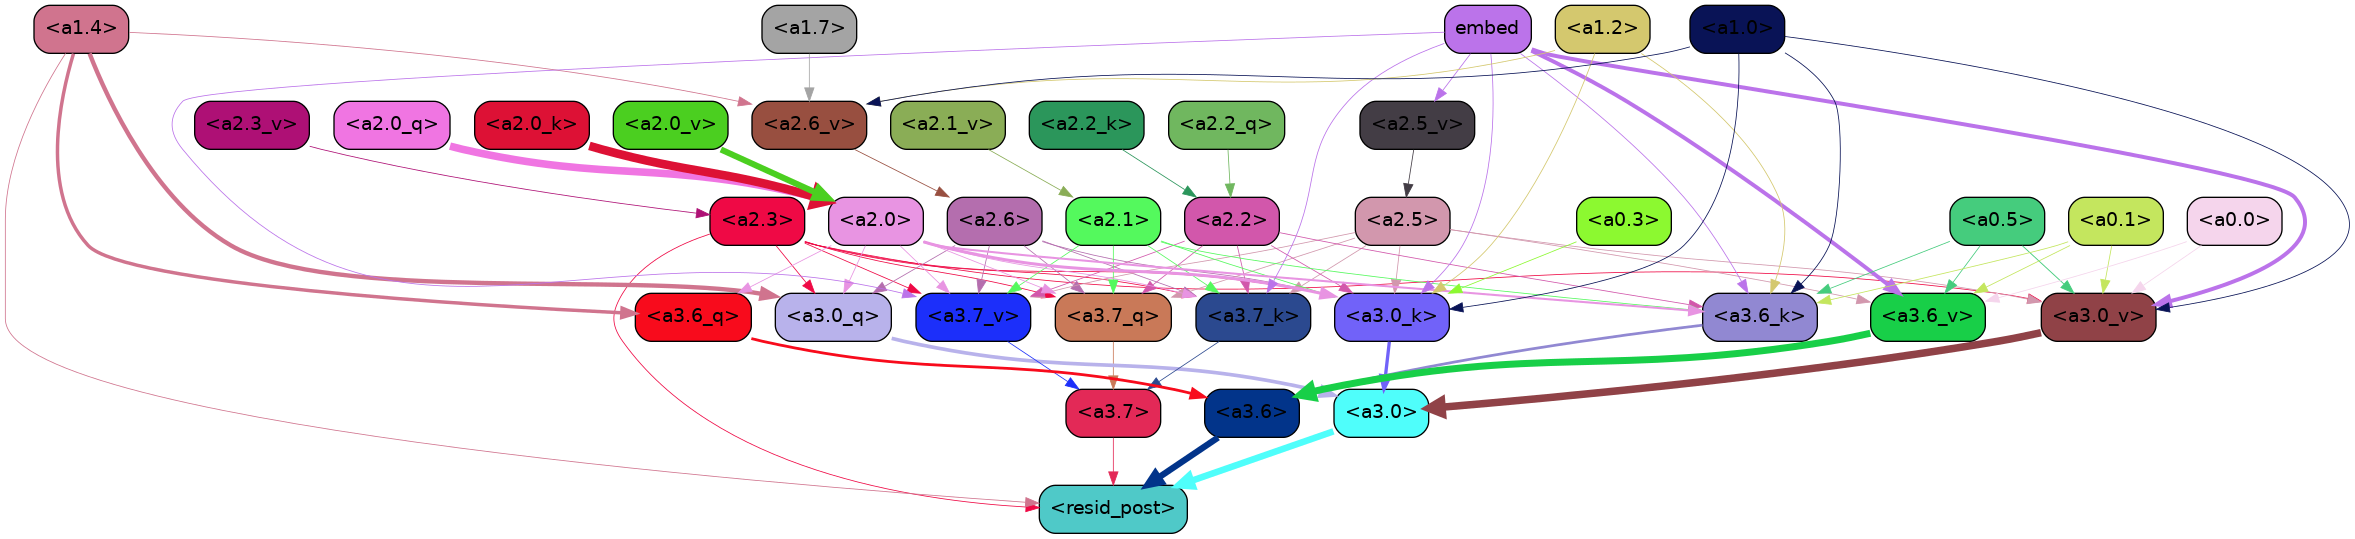 <a1.4>
<a1.7>
embed
<a1.2>
<a1.0>
<a2.3_v>
<a2.0_q>
<a2.0_k>
<a2.0_v>
<a2.6_v>
<a2.1_v>
<a2.2_k>
<a2.2_q>
<a2.5_v>
<a2.3>
<a2.0>
<a2.6>
<a2.1>
<a2.2>
<a2.5>
<a0.3>
<a0.5>
<a0.1>
<a0.0>
<a3.6_q>
<a3.0_q>
<a3.7_v>
<a3.7_q>
<a3.7_k>
<a3.0_k>
<a3.6_k>
<a3.6_v>
<a3.0_v>
<a3.7>
<a3.6>
<a3.0>
<resid_post>